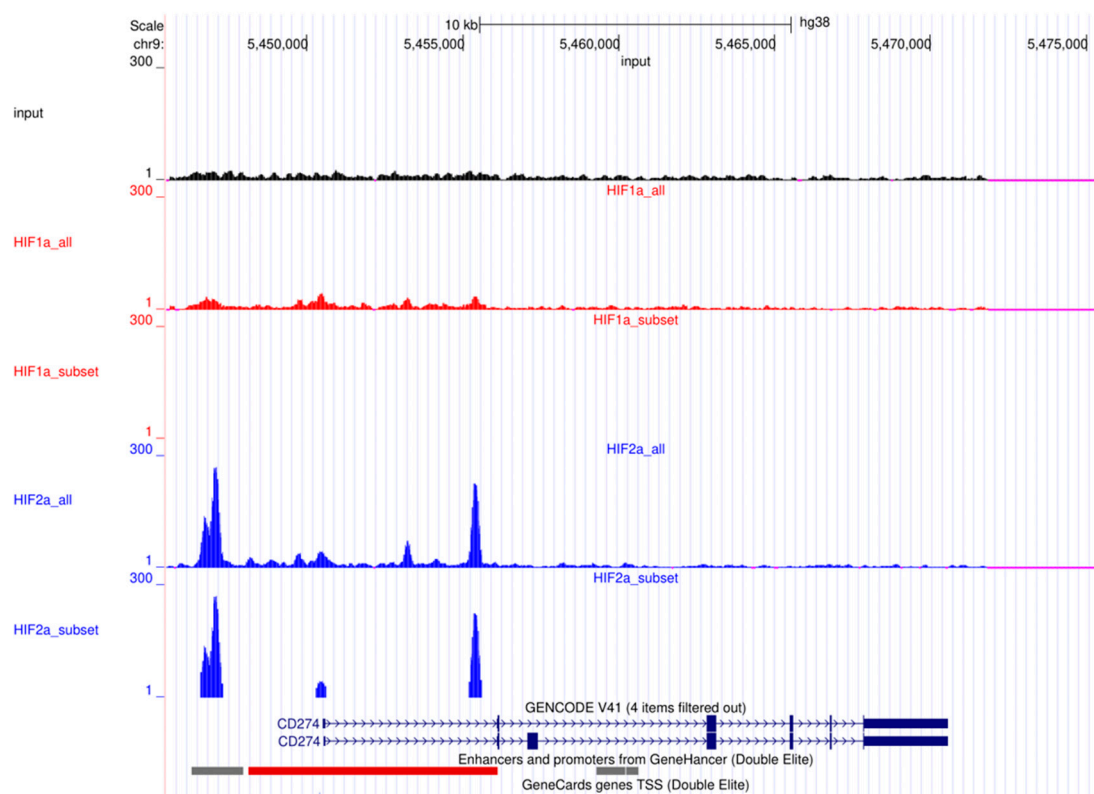 Scale 10 kb hg38
chr9: 5,450,000 5,455,000 5,460,000 5,465,000 5,470,000 5,475,000
input
300 _
input
1 _
HIF1a_all
300 _
HIF1a_all
1 _
HIF1a_subset
300 _
HIF1a_subset
1 _
HIF2a_all
300 _
HIF2a_all
1 _
HIF2a_subset
300 _
HIF2a_subset
1 _
GENCODE V41 (4 items filtered out)
CD274
CD274
Enhancers and promoters from GeneHancer (Double Elite)
GeneCards genes TSS (Double Elite)